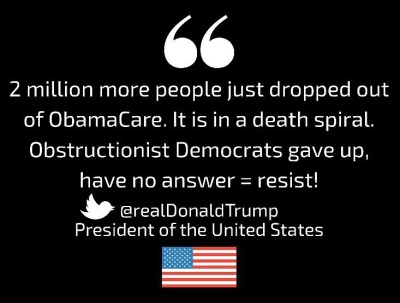 2 million more people just dropped out
of ObamaCare. It is in a death spiral.
Obstructionist Democrats gave up,
have no answer = resist!
@realDonaldTrump
President of the United States